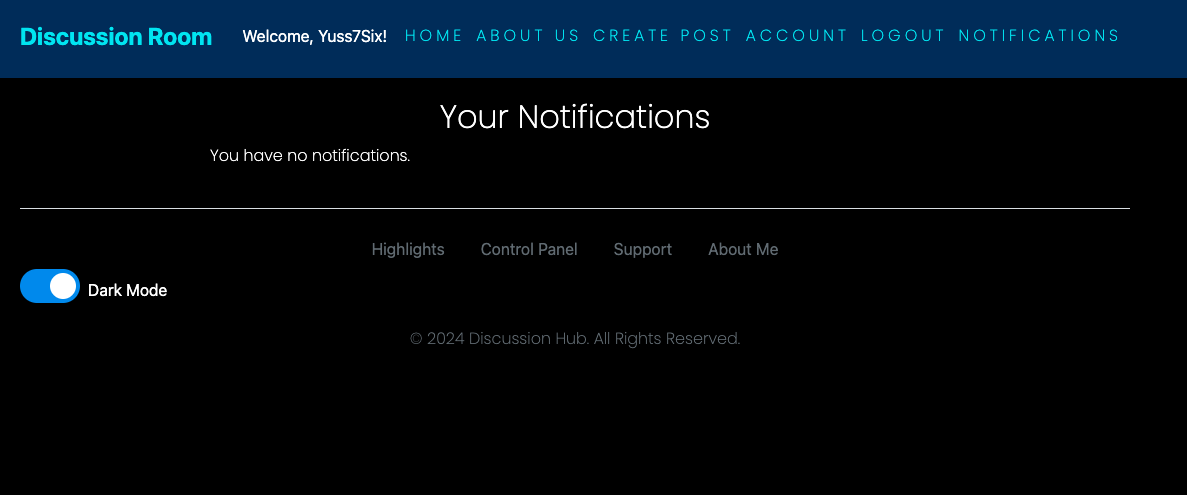 Discussion Room Welcome, Yuss7Six! HOME ABOUT US CREATE POST ACCOUNT LOGOUT NOTIFICATIONS
Your Notifications
You have no notifications.
Highlights Control Panel Support About Me
Dark Mode
© 2024 Discussion Hub. All Rights Reserved.